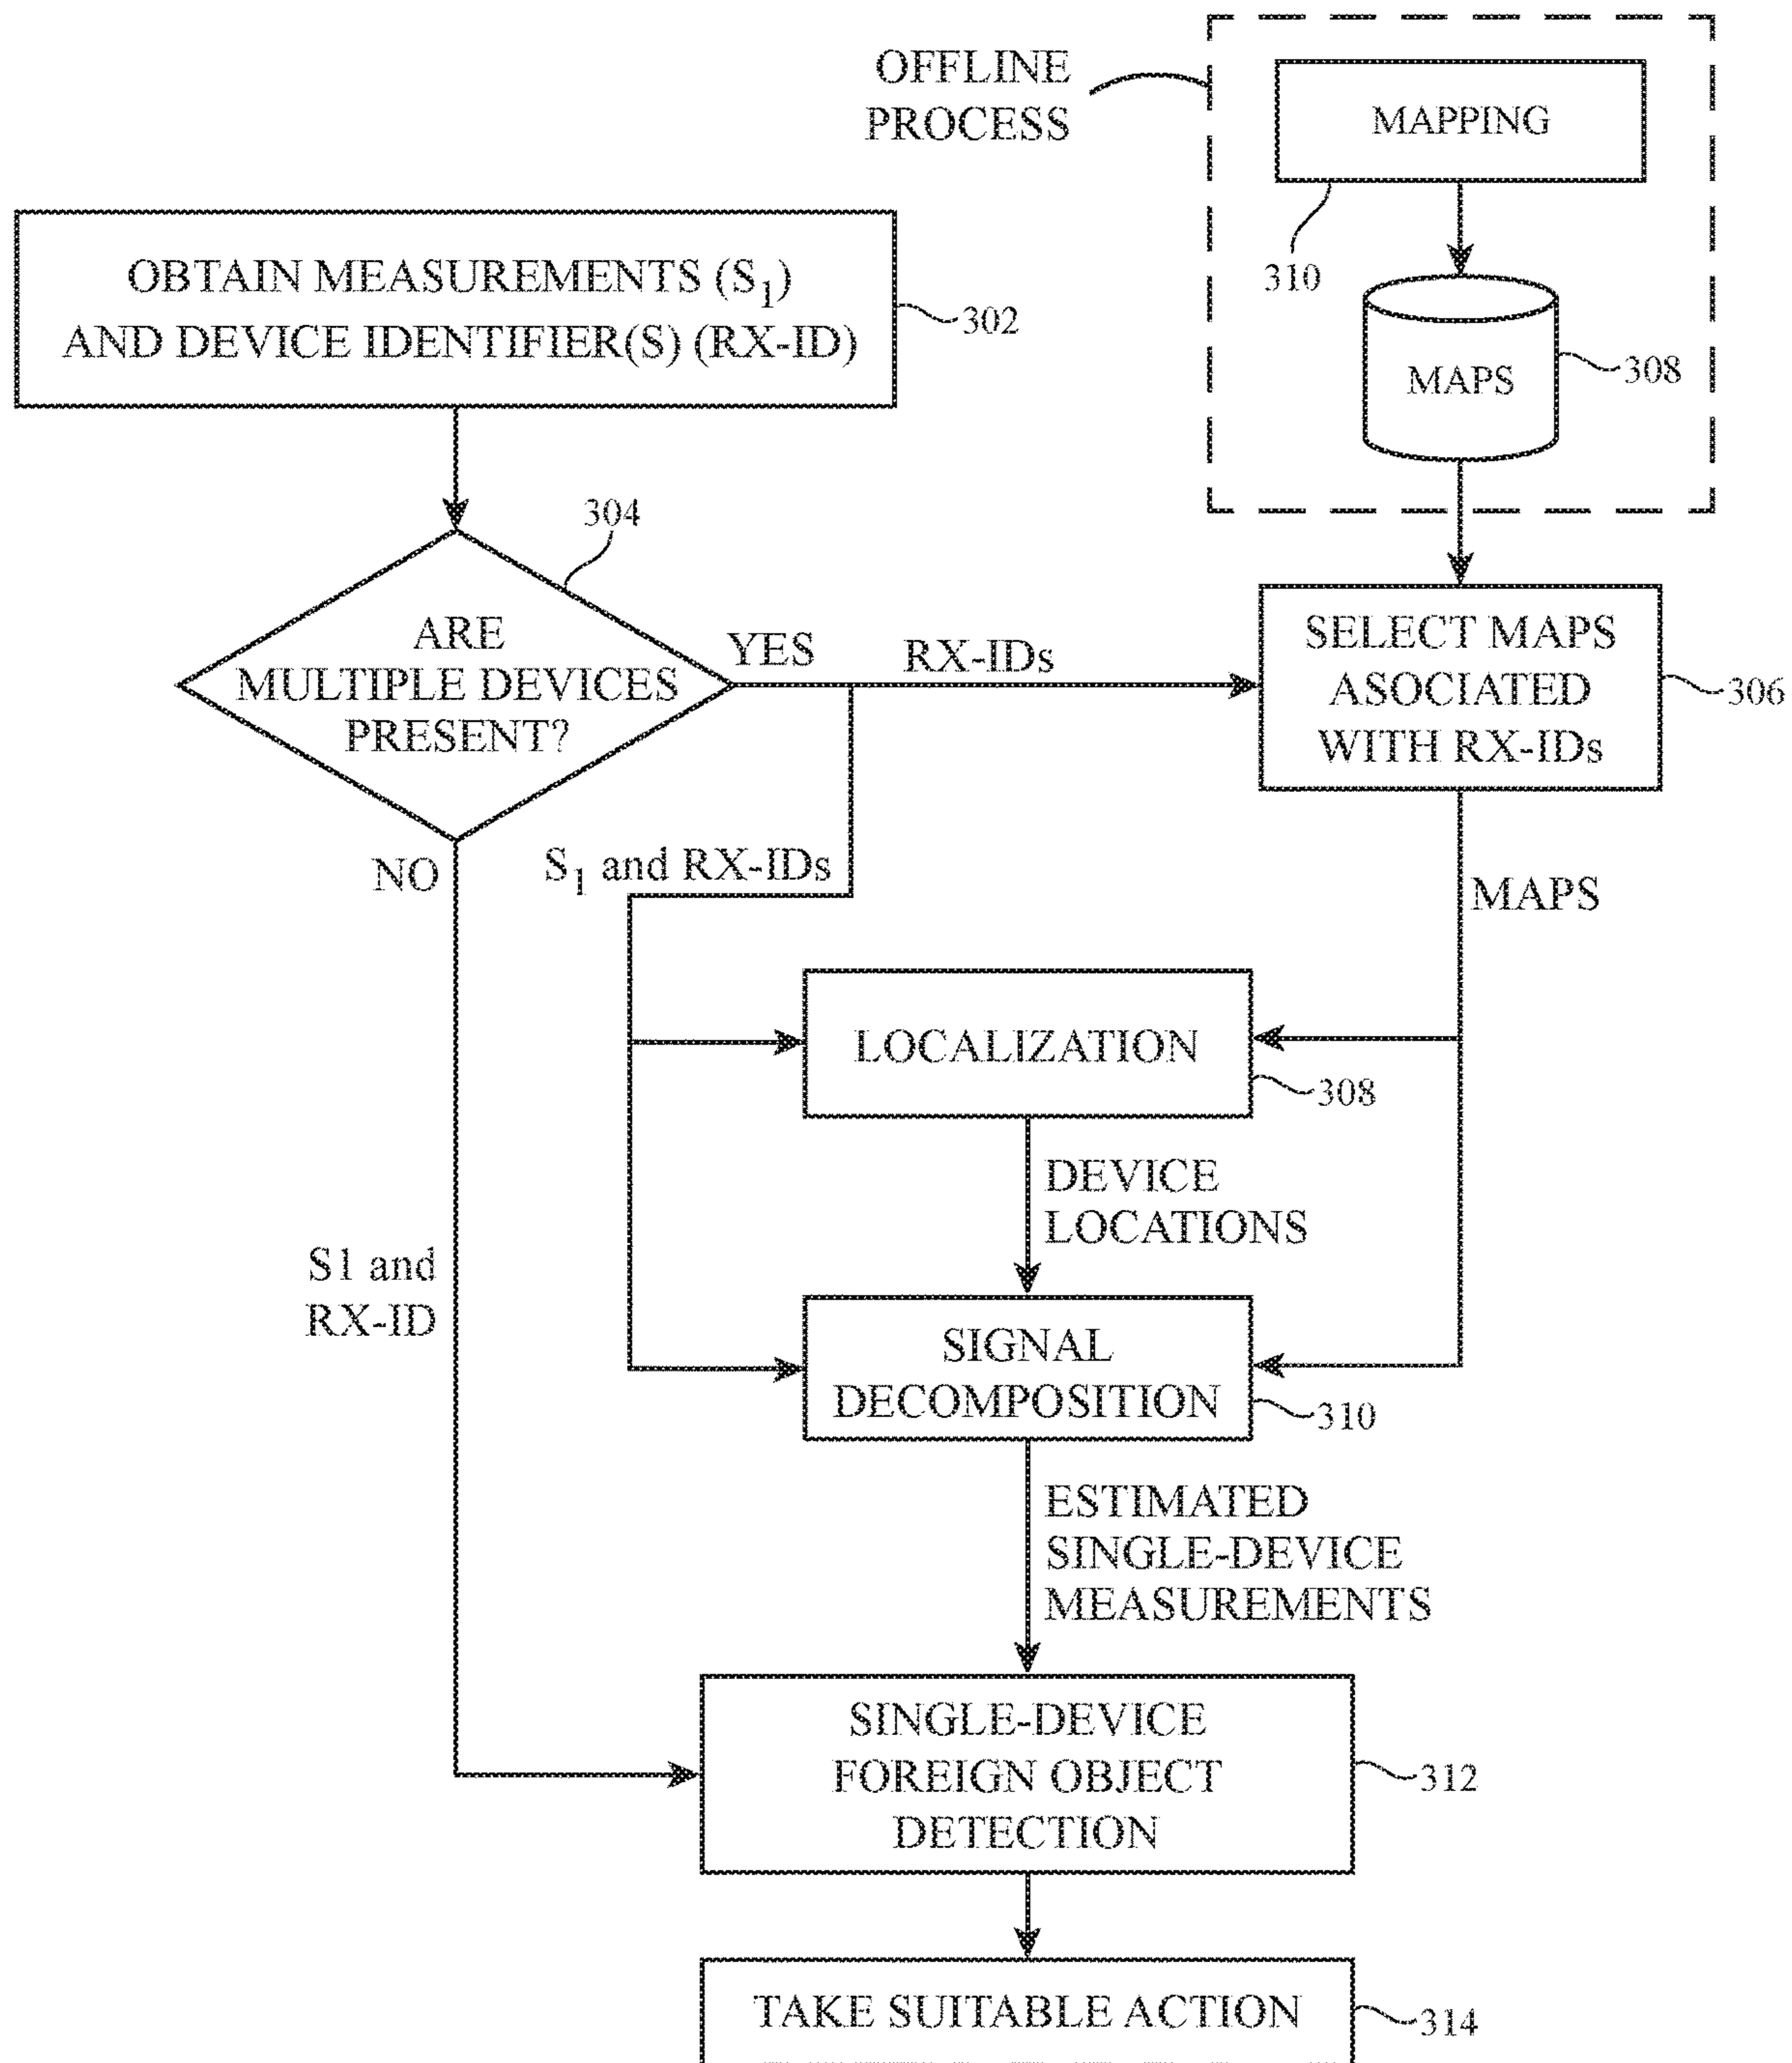 OFFLINE
PROCESS
MAPPING
310
MAPS
308
OBTAIN MEASUREMENTS (S1)
AND DEVICE IDENTIFIER(S) (RX-ID)
302
304
ARE
MULTIPLE DEVICES
PRESENT?
YES
RX-IDs
SELECT MAPS
ASOCIATED
WITH RX-IDs
306
NO
S1 and RX-IDs
MAPS
LOCALIZATION
308
DEVICE
LOCATIONS
S1 and
RX-ID
SIGNAL
DECOMPOSITION
310
ESTIMATED
SINGLE-DEVICE
MEASUREMENTS
SINGLE-DEVICE
FOREIGN OBJECT
DETECTION
312
TAKE SUITABLE ACTION
314